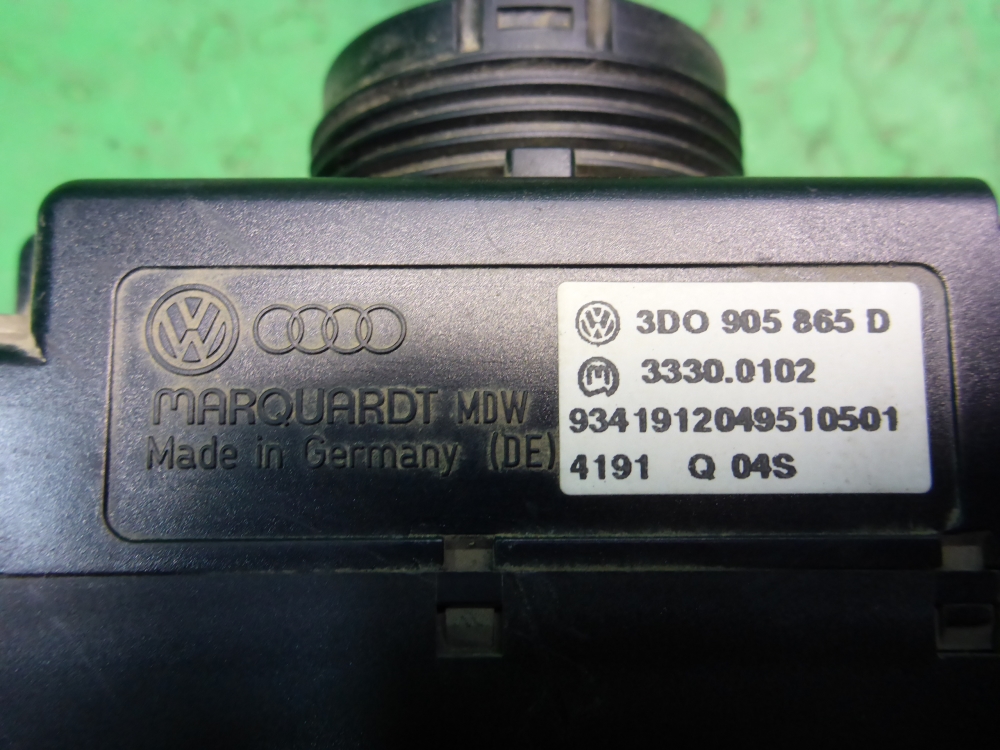 MARQUARDT MDW
Made in Germany (DE)
3D0 905 865 D
3330.0102
9341912049510501
4191 Q 04S